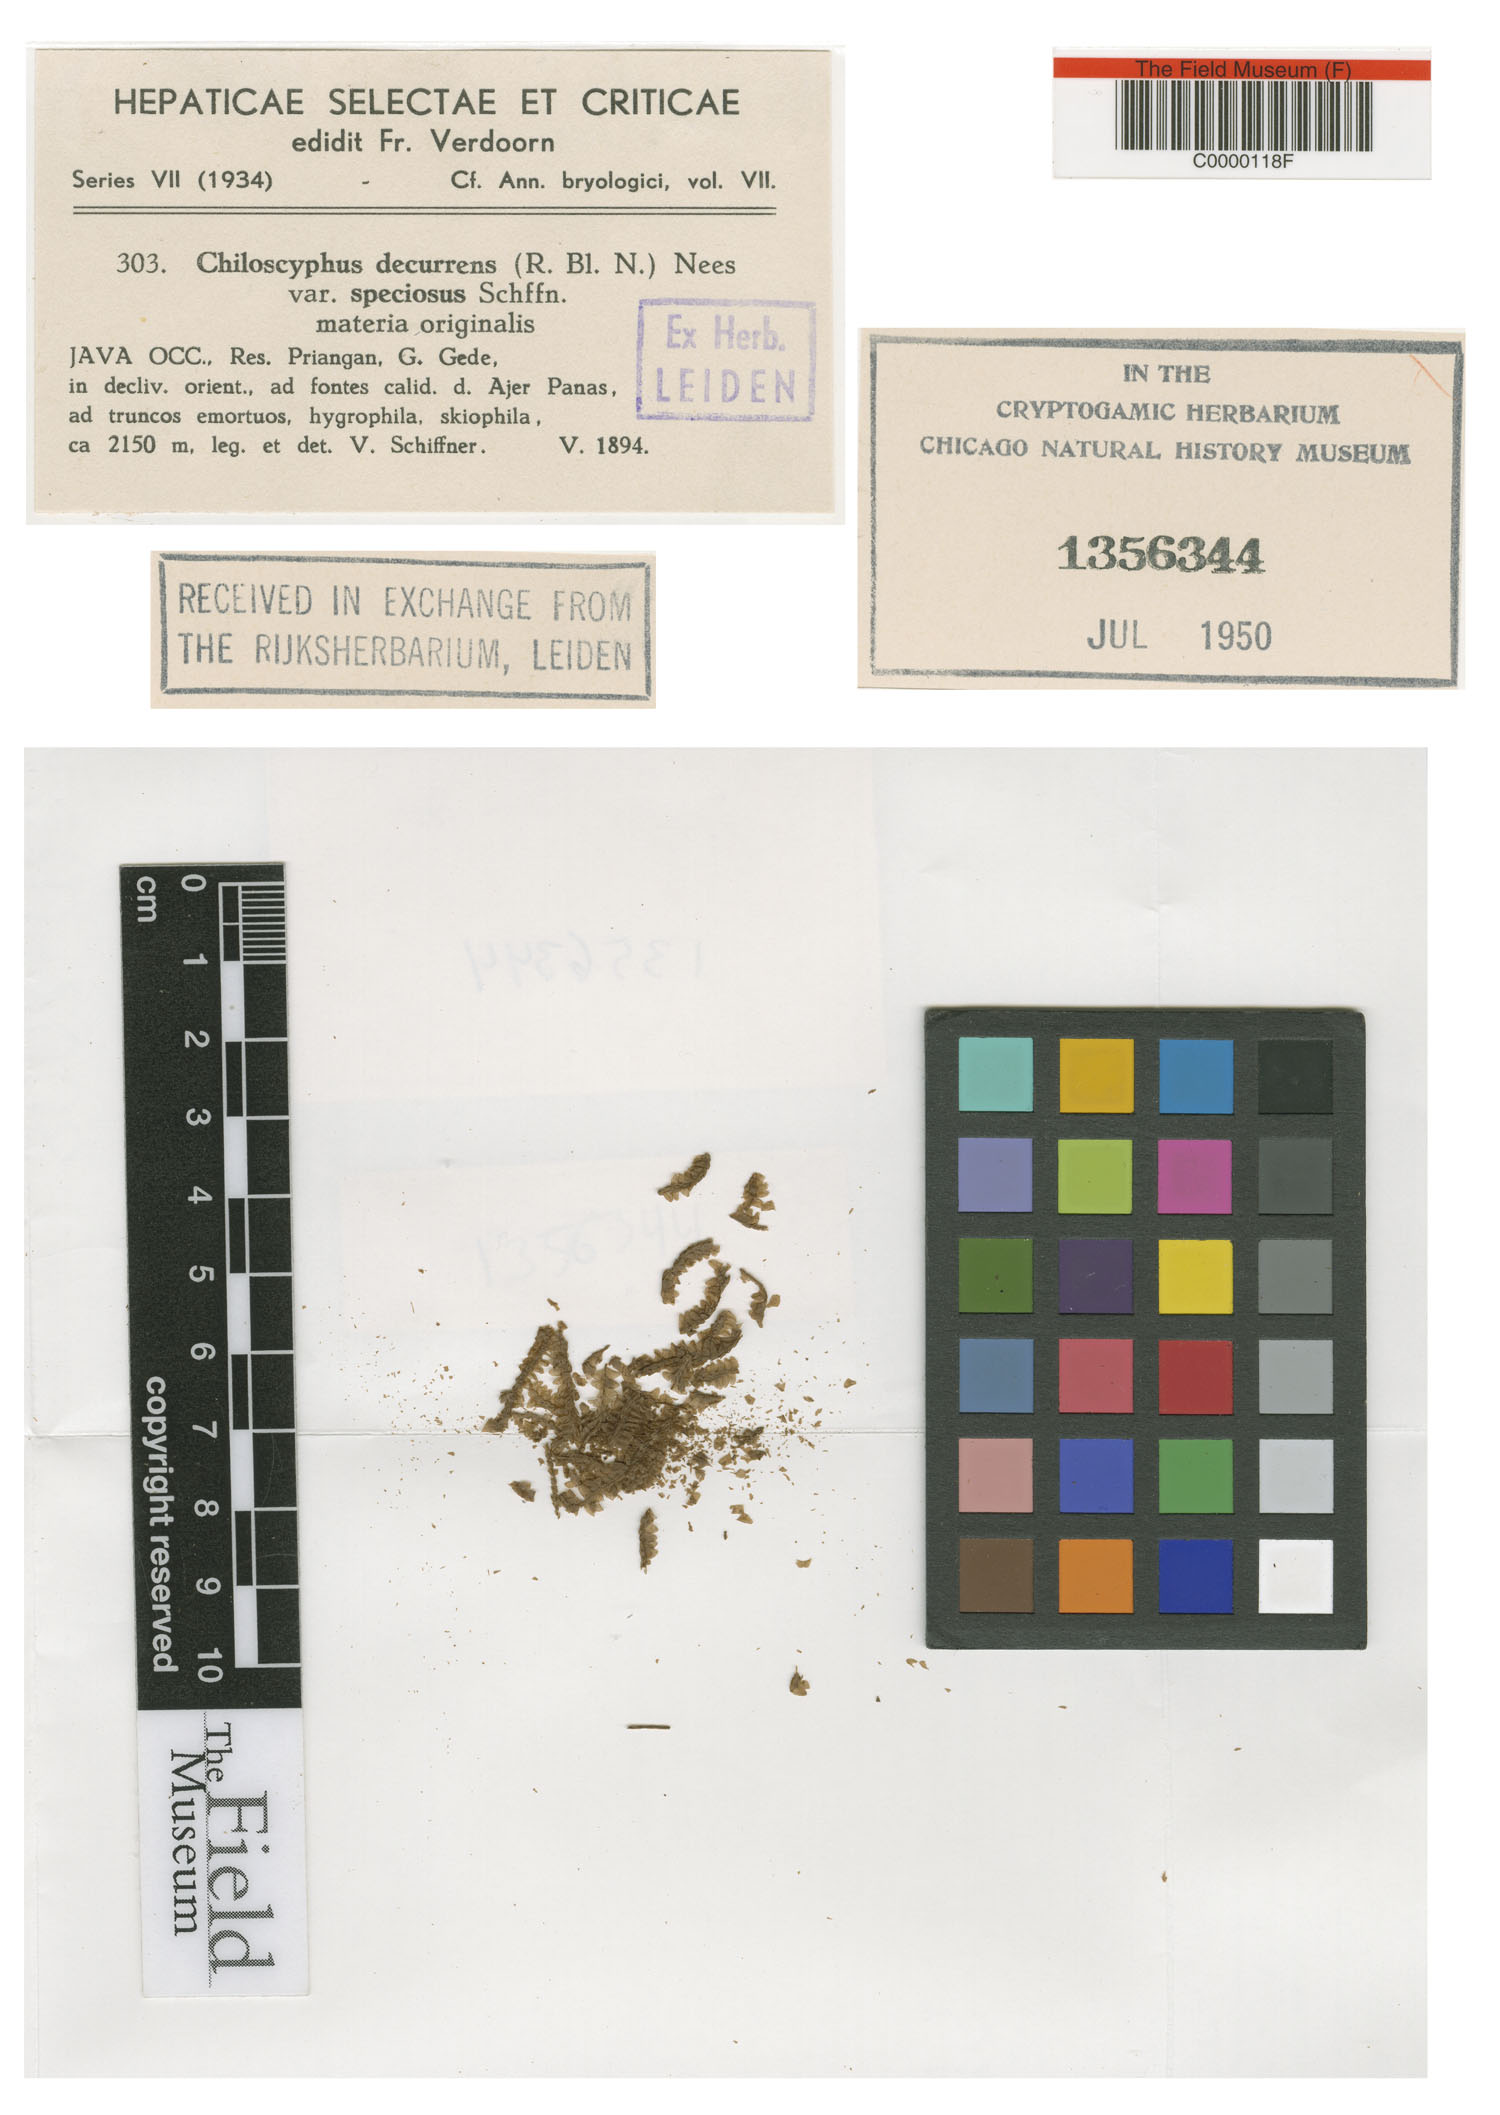 HEPATICAE SELECTAE ET CRITICAE
edidit Fr. Verdoorn
Series VII (1934) - Cf. Ann. bryologici, vol. VII.
303. Chiloscyphus decurrens (R. Bl. N.) Nees
var. speciosus Schffn.
materia originalis
JAVA OCC., Res. Priangan, G. Gede,
in decliv. orient., ad fontes calid. d. Ajer Panas,
ad truncos emortuos, hygrophila, skiophila,
ca 2150 m, leg. et det. V. Schiffner. V. 1894.
Ex Herb.
LEIDEN
The Field Museum (F)
C0000118F
IN THE
CRYPTOGAMIC HERBARIUM
CHICAGO NATURAL HISTORY MUSEUM
1356344
JUL 1950
RECEIVED IN EXCHANGE FROM
THE RIJKSHERBARIUM, LEIDEN
1356344
cm
0
1
2
3
4
5
6
7
8
9
10
copyright reserved
The Field
Museum